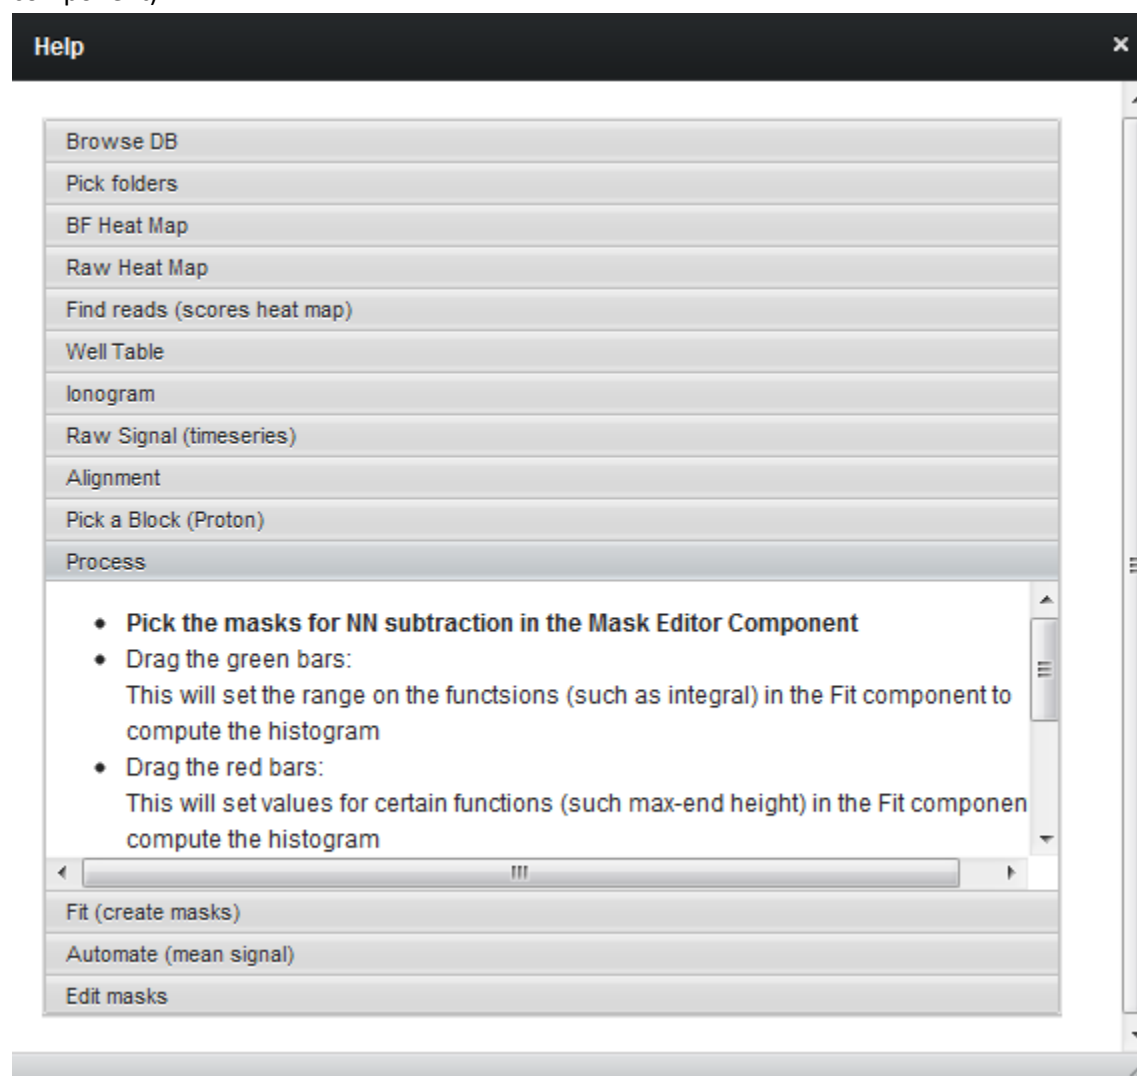 Help
Browse DB
Pick folders
BF Heat Map
Raw Heat Map
Find reads (scores heat map)
Well Table
Ionogram
Raw Signal (timeseries)
Alignment
Pick a Block (Proton)
Process
• Pick the masks for NN subtraction in the Mask Editor Component
• Drag the green bars:
This will set the range on the functsions (such as integral) in the Fit component to
compute the histogram
• Drag the red bars:
This will set values for certain functions (such max-end height) in the Fit componen
compute the histogram
Fit (create masks)
Automate (mean signal)
Edit masks